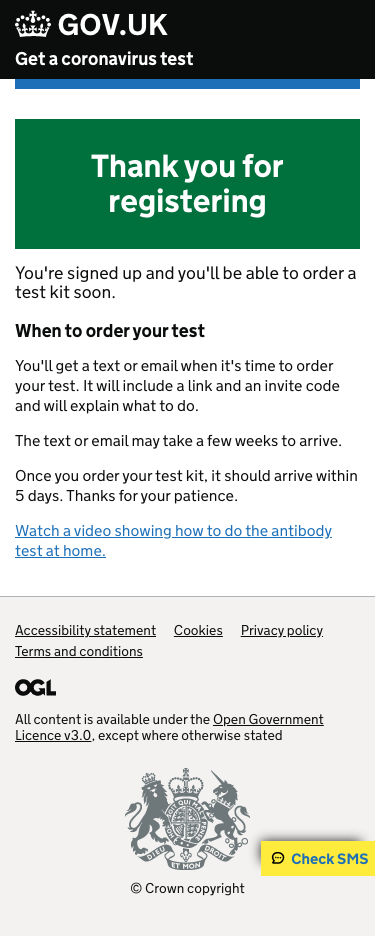 GOV.UK
Get a coronavirus test
Thank you for
registering
You're signed up and you'll be able to order a
test kit soon.
When to order your test
You'll get a text or email when it's time to order
your test. It will include a link and an invite code
and will explain what to do.
The text or email may take a few weeks to arrive.
Once you order your test kit, it should arrive within
5 days. Thanks for your patience.
Watch a video showing how to do the antibody
test at home.
Accessibility statement Cookies Privacy policy
Terms and conditions
OGL
All content is available under the Open Government
Licence v3.0, except where otherwise stated
DIEU ET MON DROIT
Check SMS
© Crown copyright